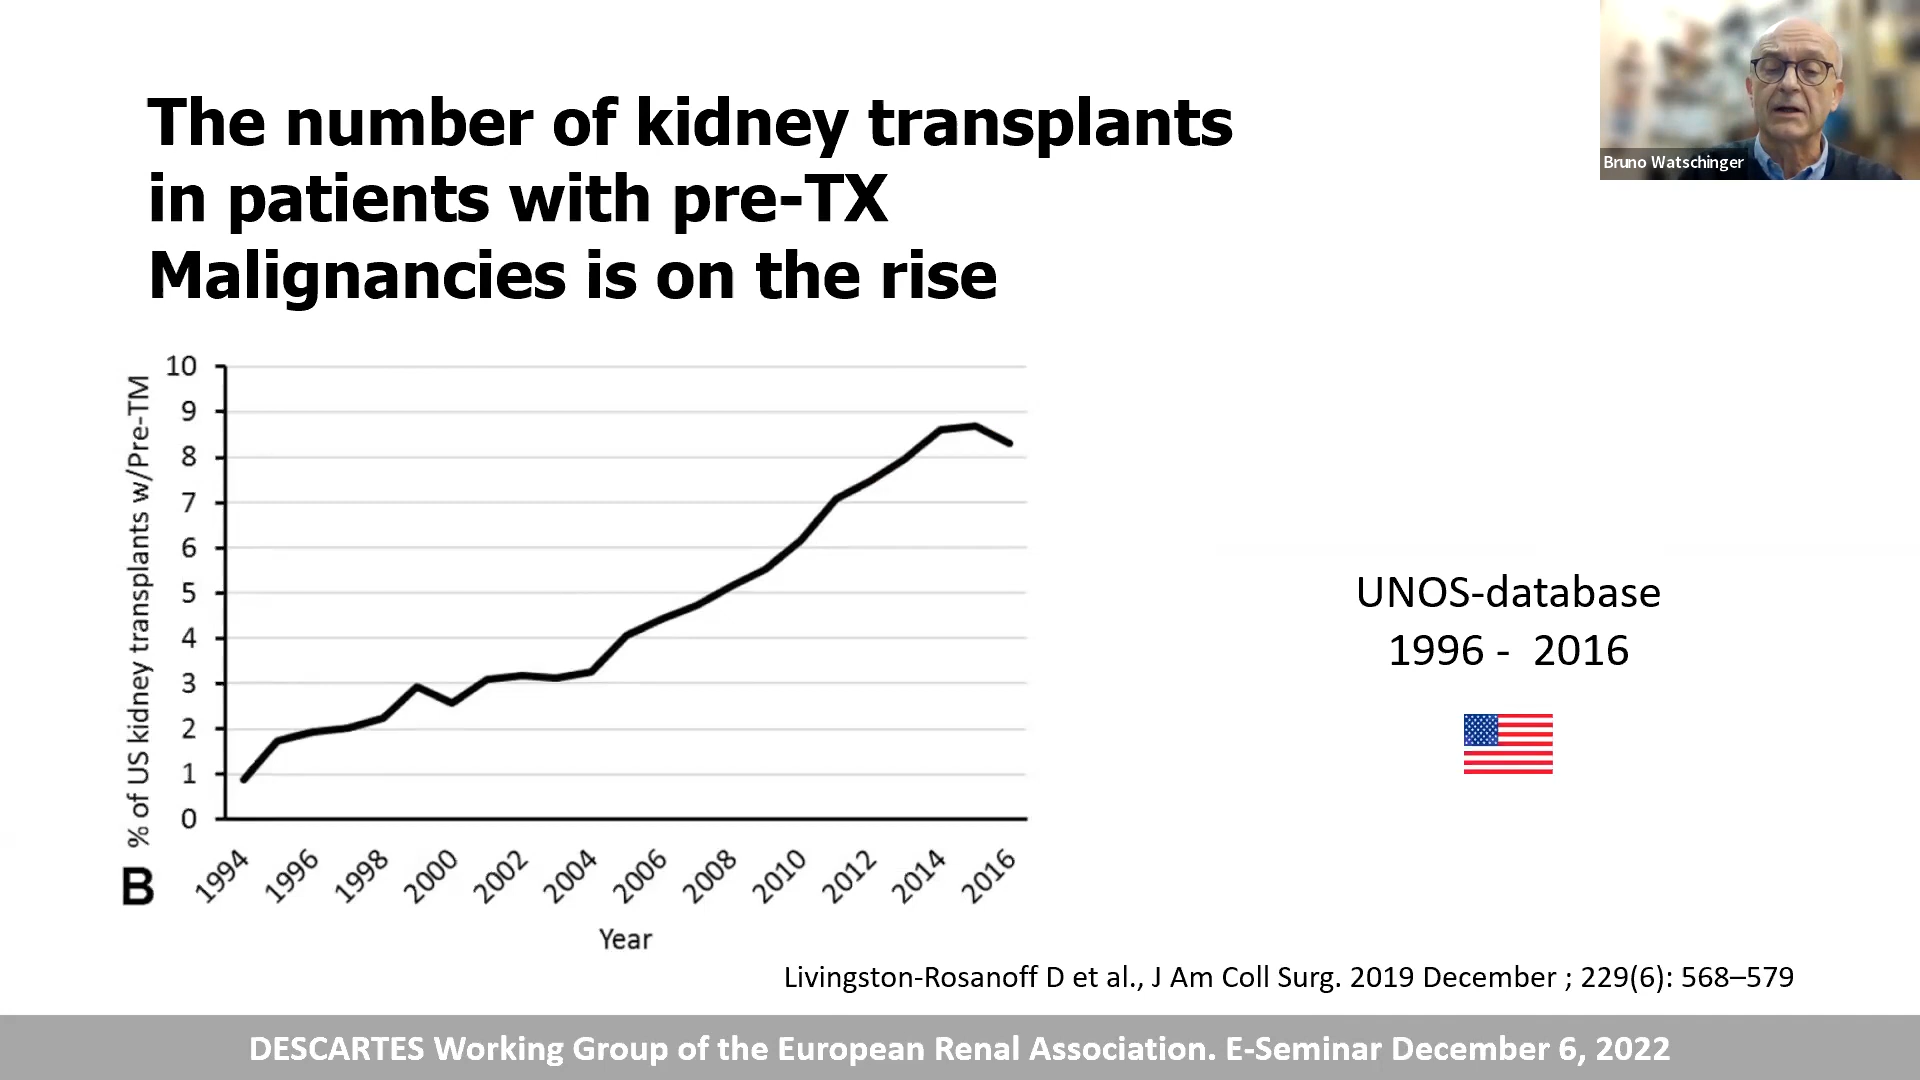 The number of kidney transplants
in patients with pre-TX
Malignancies is on the rise
Bruno Watschinger
% of US kidney transplants w/Pre-TM
10
9
8
7
6
5
4
3
2
1
0
1994 1996 1998 2000 2002 2004 2006 2008 2010 2012 2014 2016
B
Year
UNOS-database
1996 - 2016
Livingston-Rosanoff D et al., J Am Coll Surg. 2019 December ; 229(6): 568–579
DESCARTES Working Group of the European Renal Association. E-Seminar December 6, 2022